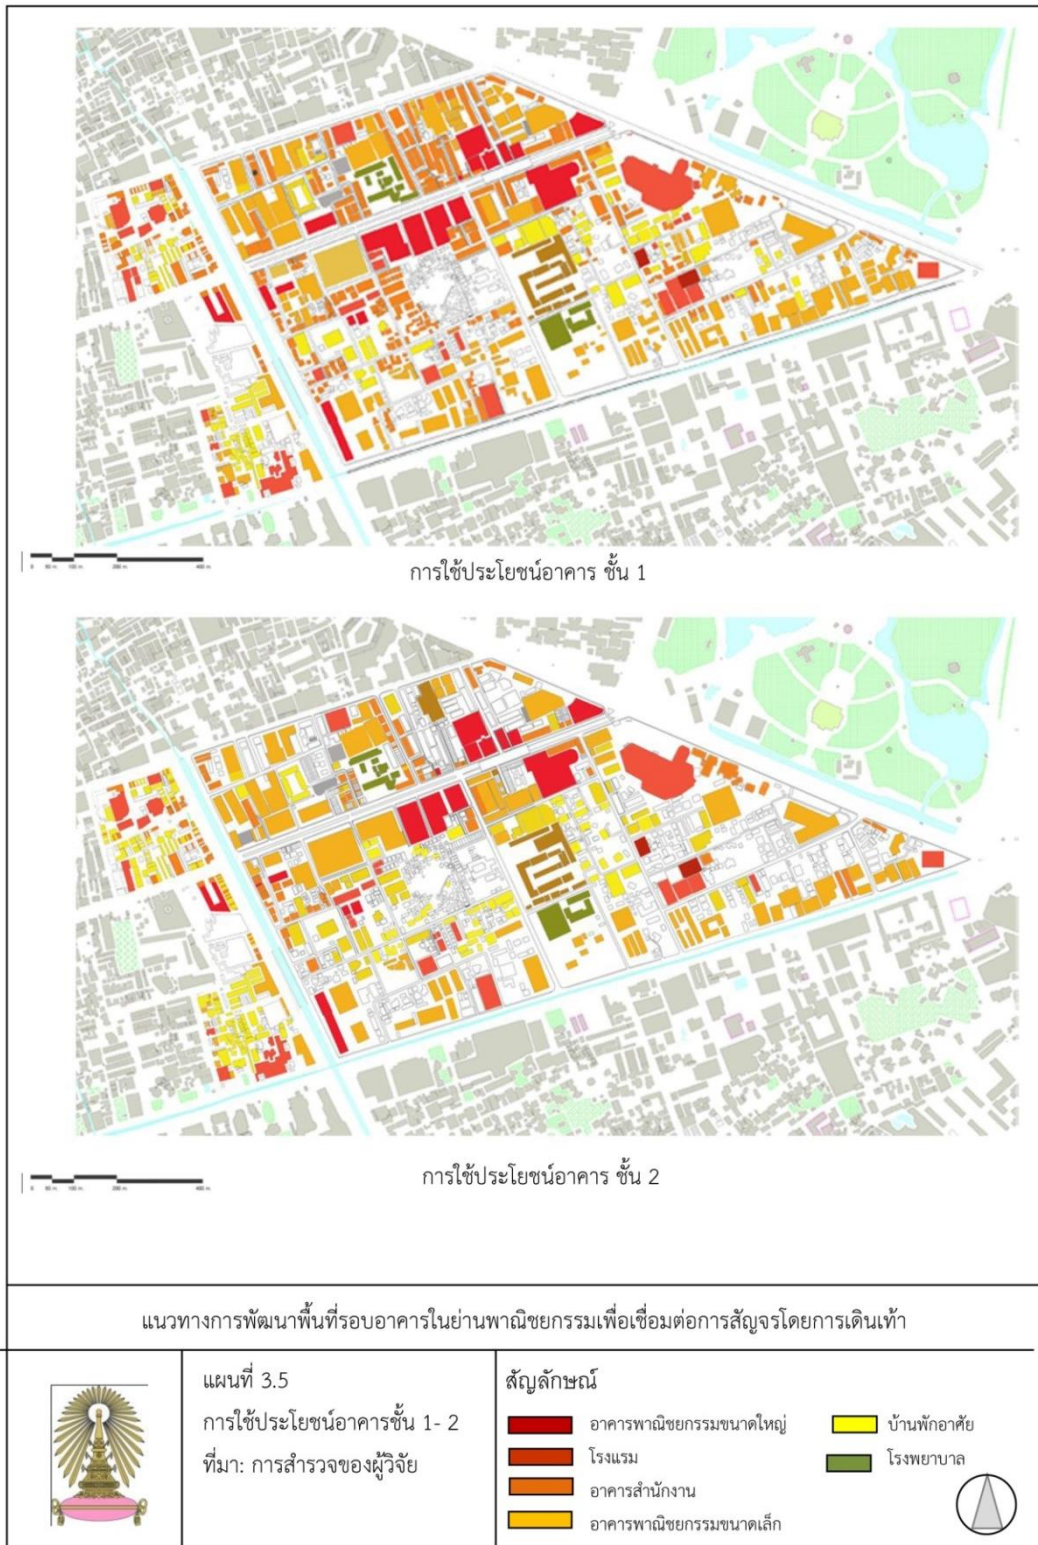 การใช้ประโยชน์อาคาร ชั้น 1
การใช้ประโยชน์อาคาร ชั้น 2
แนวทางการพัฒนาพื้นที่รอบอาคารในย่านพาณิชยกรรมเพื่อเชื่อมต่อการสัญจรโดยการเดินเท้า
แผนที่ 3.5
การใช้ประโยชน์อาคารชั้น 1- 2
ที่มา: การสำรวจของผู้วิจัย
สัญลักษณ์
อาคารพาณิชยกรรมขนาดใหญ่
โรงแรม
อาคารสำนักงาน
อาคารพาณิชยกรรมขนาดเล็ก
บ้านพักอาศัย
โรงพยาบาล